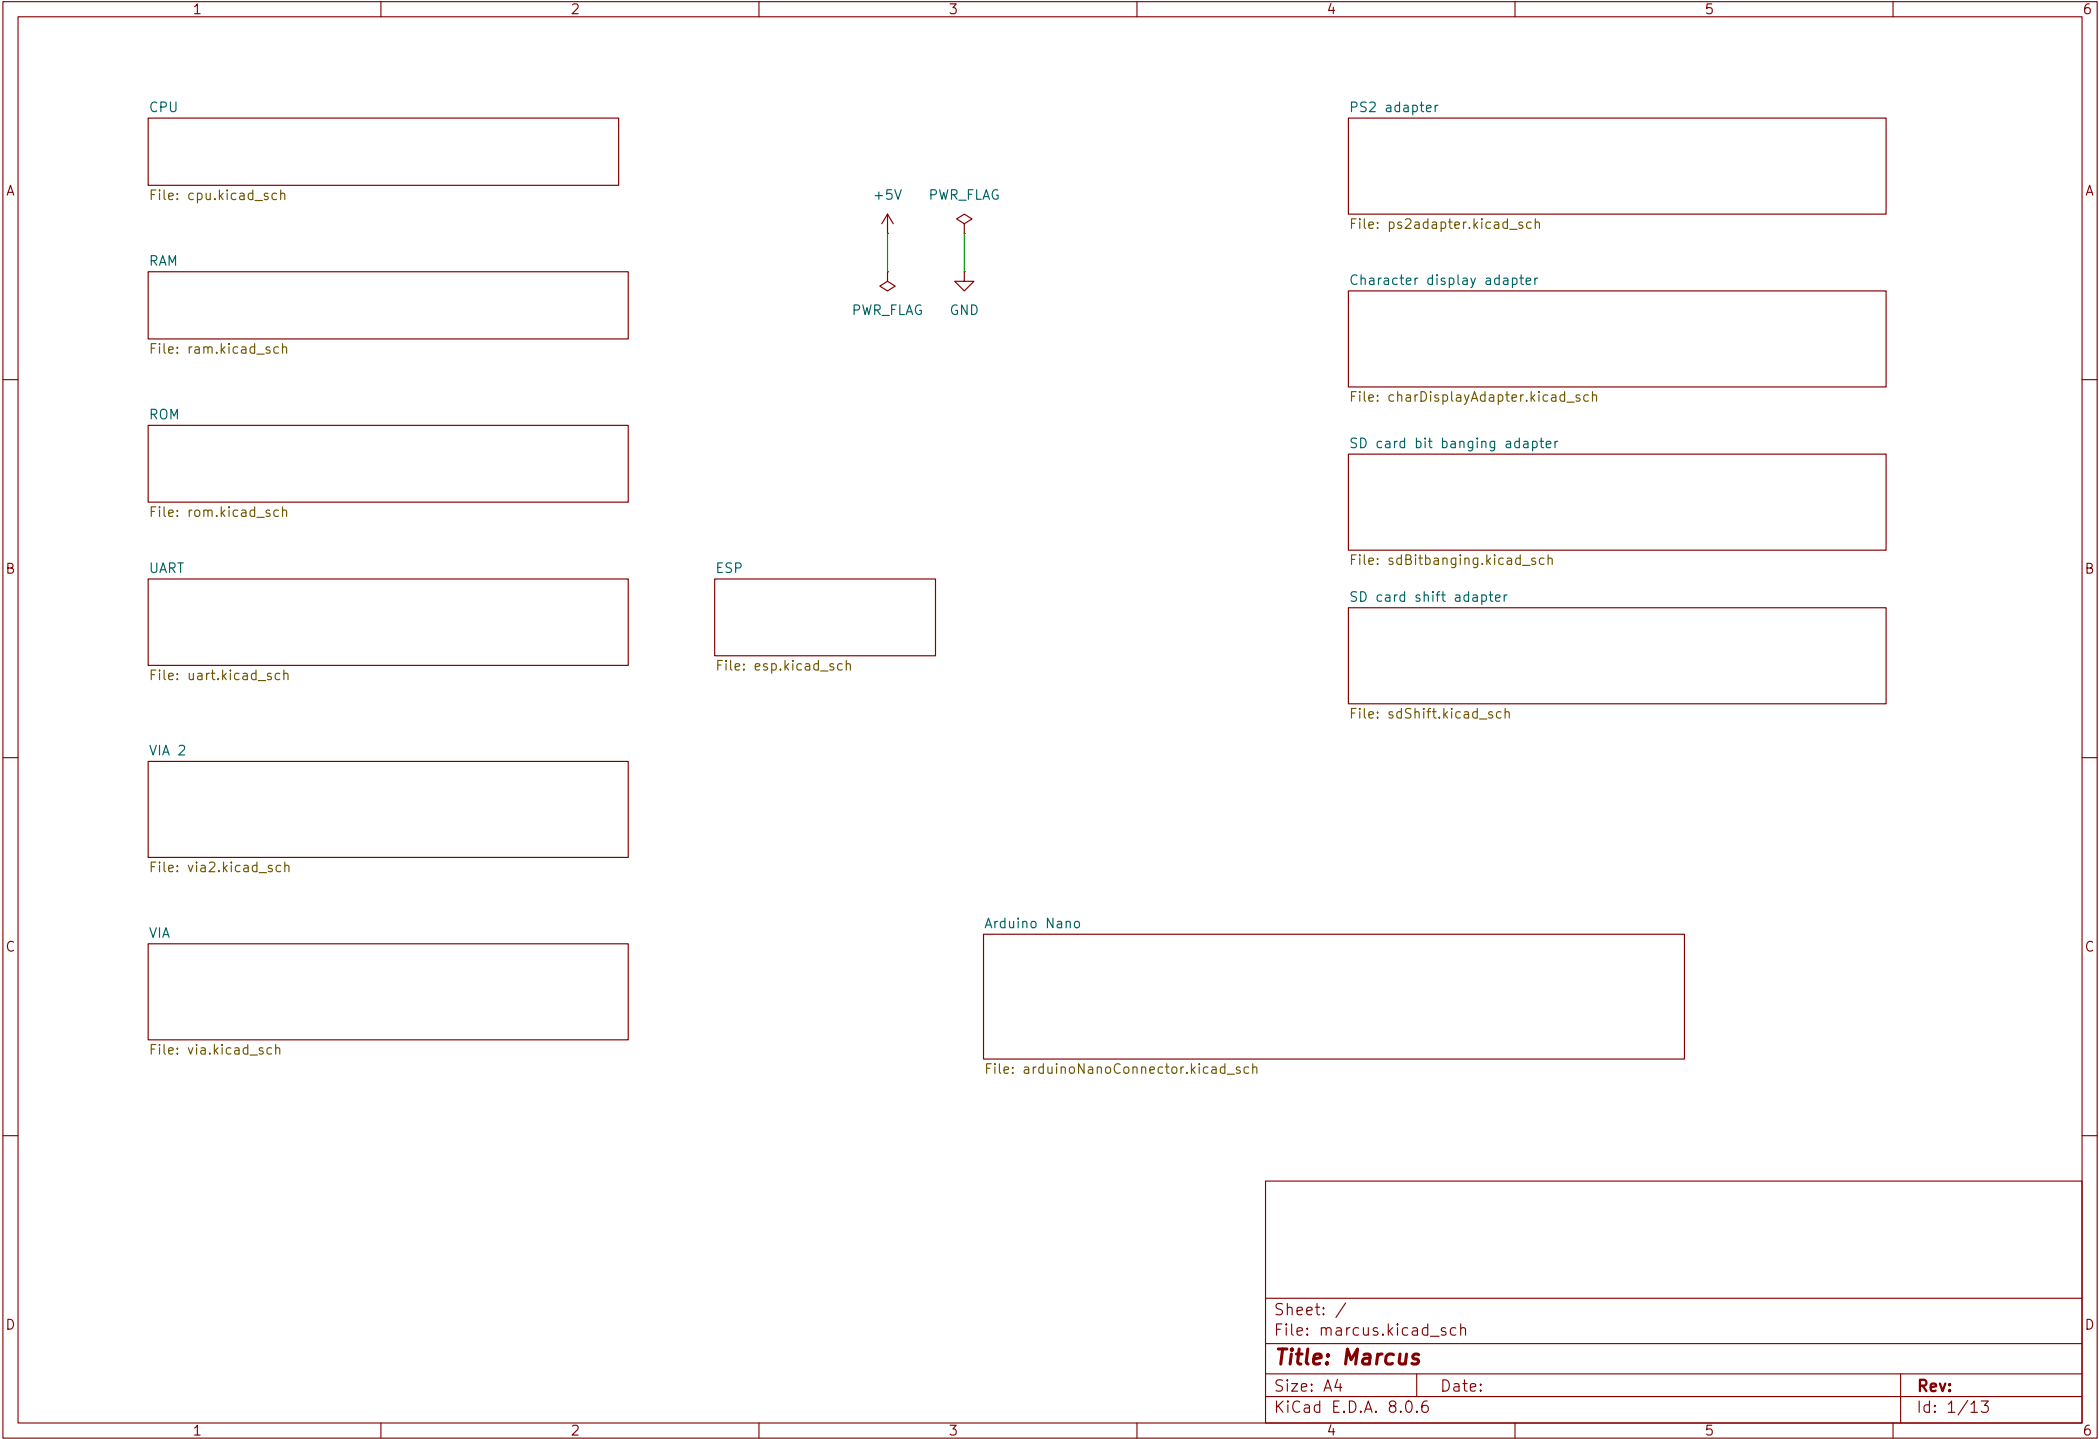 1 2 3 4 5 6
CPU
File: cpu.kicad_sch
RAM
File: ram.kicad_sch
ROM
File: rom.kicad_sch
UART
File: uart.kicad_sch
VIA 2
File: via2.kicad_sch
VIA
File: via.kicad_sch
+5V
PWR_FLAG
PWR_FLAG
GND
ESP
File: esp.kicad_sch
PS2 adapter
File: ps2adapter.kicad_sch
Character display adapter
File: charDisplayAdapter.kicad_sch
SD card bit banging adapter
File: sdBitbanging.kicad_sch
SD card shift adapter
File: sdShift.kicad_sch
Arduino Nano
File: arduinoNanoConnector.kicad_sch
A
B
C
D
A
B
C
D
Sheet: /
File: marcus.kicad_sch
Title: Marcus
Size: A4
Date:
Rev:
KiCad E.D.A. 8.0.6
Id: 1/13
1 2 3 4 5 6